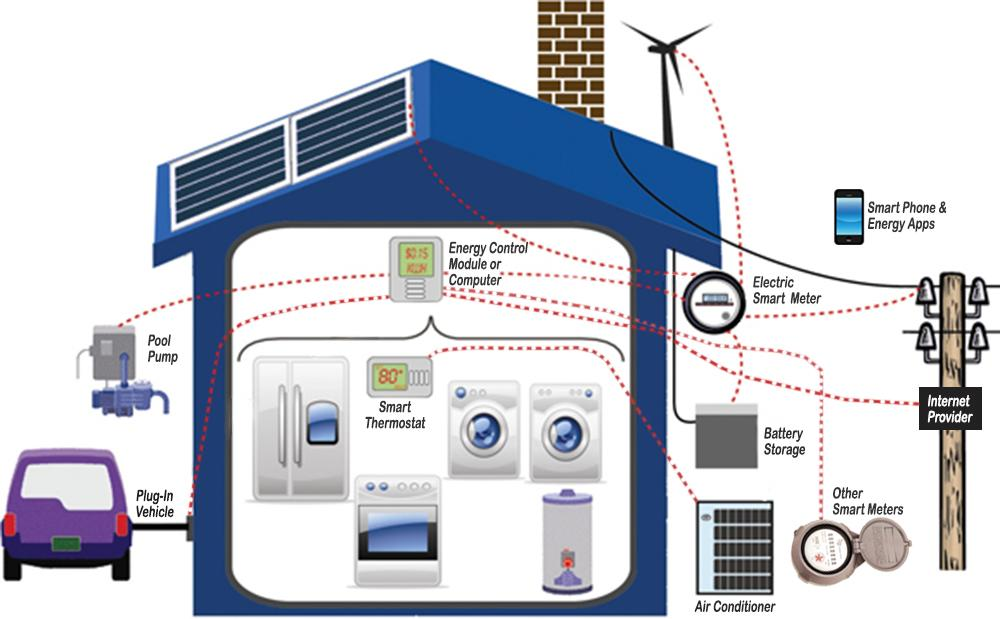 Smart Phone &
Energy Apps
$0.15
KWH
Energy Control
Module or
Computer
Electric
Smart Meter
Pool
Pump
80°
Smart
Thermostat
Internet
Provider
Battery
Storage
Plug-In
Vehicle
Other
Smart Meters
Air Conditioner